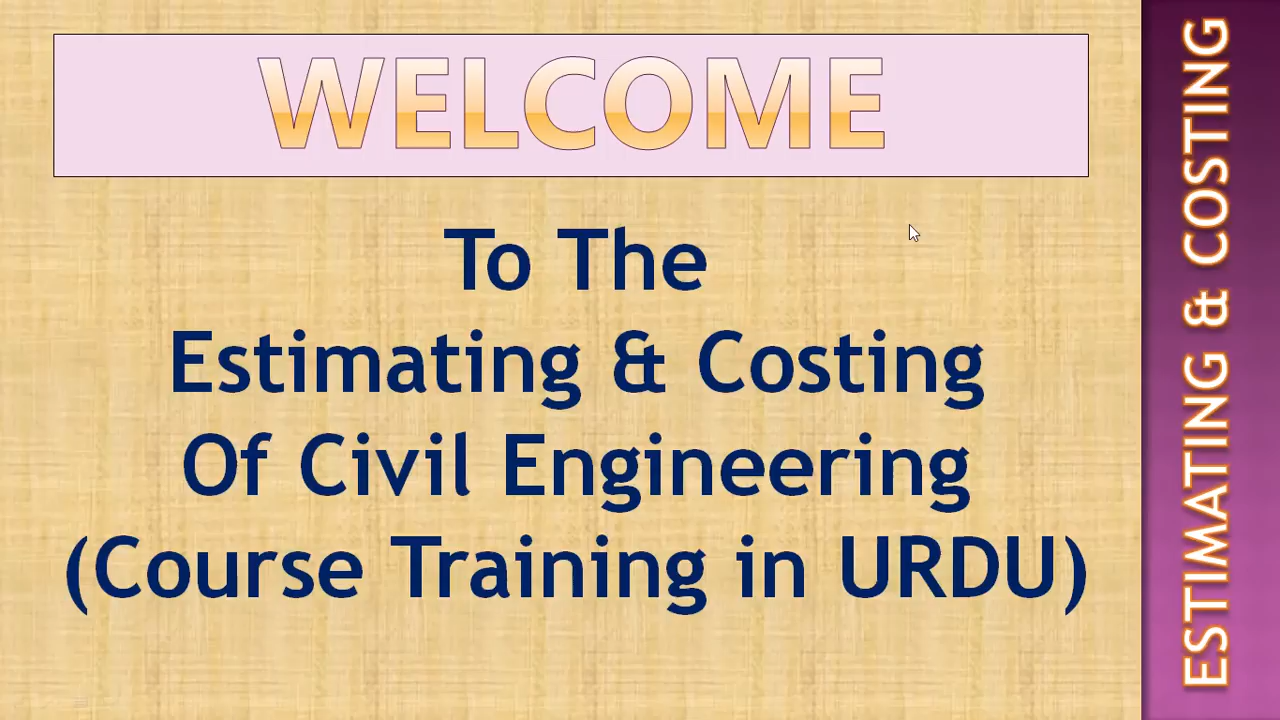 WELCOME
To The
Estimating & Costing
Of Civil Engineering
(Course Training in URDU)
ESTIMATING & COSTING